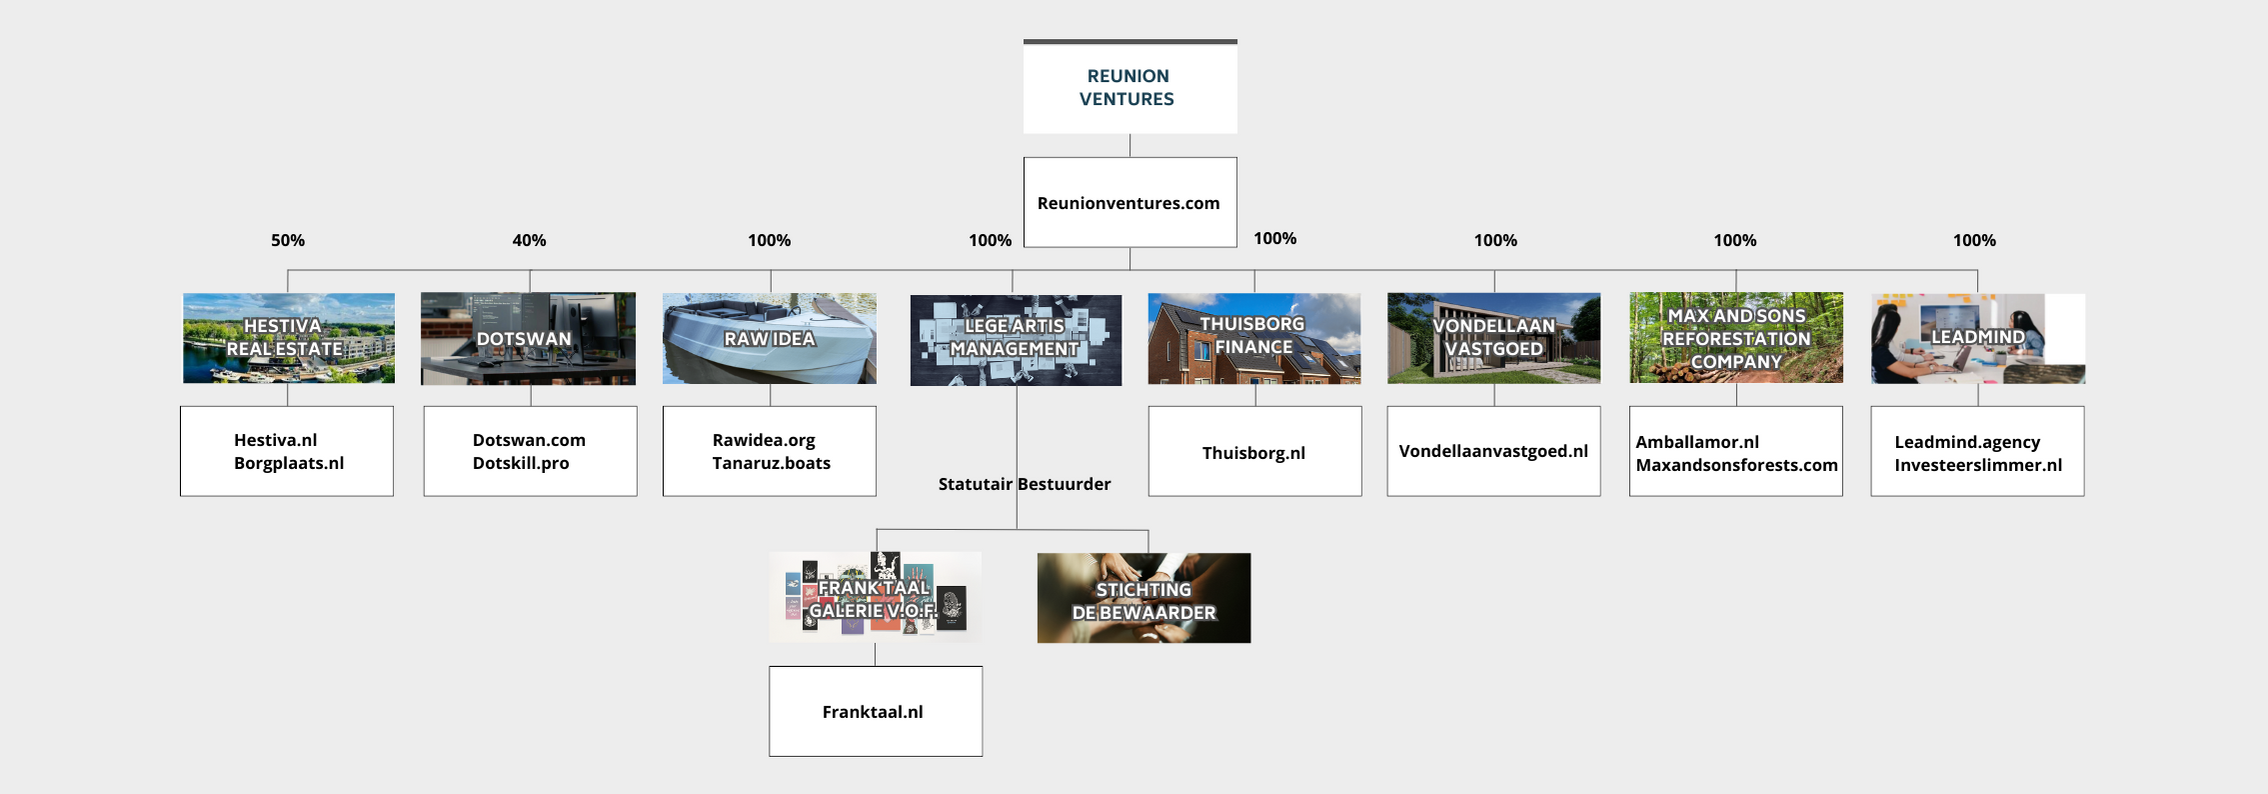 REUNION
VENTURES
Reunionventures.com
50%
40%
100%
100%
100%
100%
100%
100%
HESTIVA
REAL ESTATE
DOTSWAN
RAW IDEA
LEGE ARTIS
MANAGEMENT
THUISBORG
FINANCE
VONDELLAAN
VASTGOED
MAX AND SONS
REFORESTATION
COMPANY
LEADMIND
Hestiva.nl
Borgplaats.nl
Dotswan.com
Dotskill.pro
Rawidea.org
Tanaruz.boats
Thuisborg.nl
Vondellaanvastgoed.nl
Amballamor.nl
Maxandsonsforests.com
Leadmind.agency
Investeerslimmer.nl
Statutair Bestuurder
FRANK TAAL
GALERIE V.O.F.
STICHTING
DE BEWAARDER
Franktaal.nl